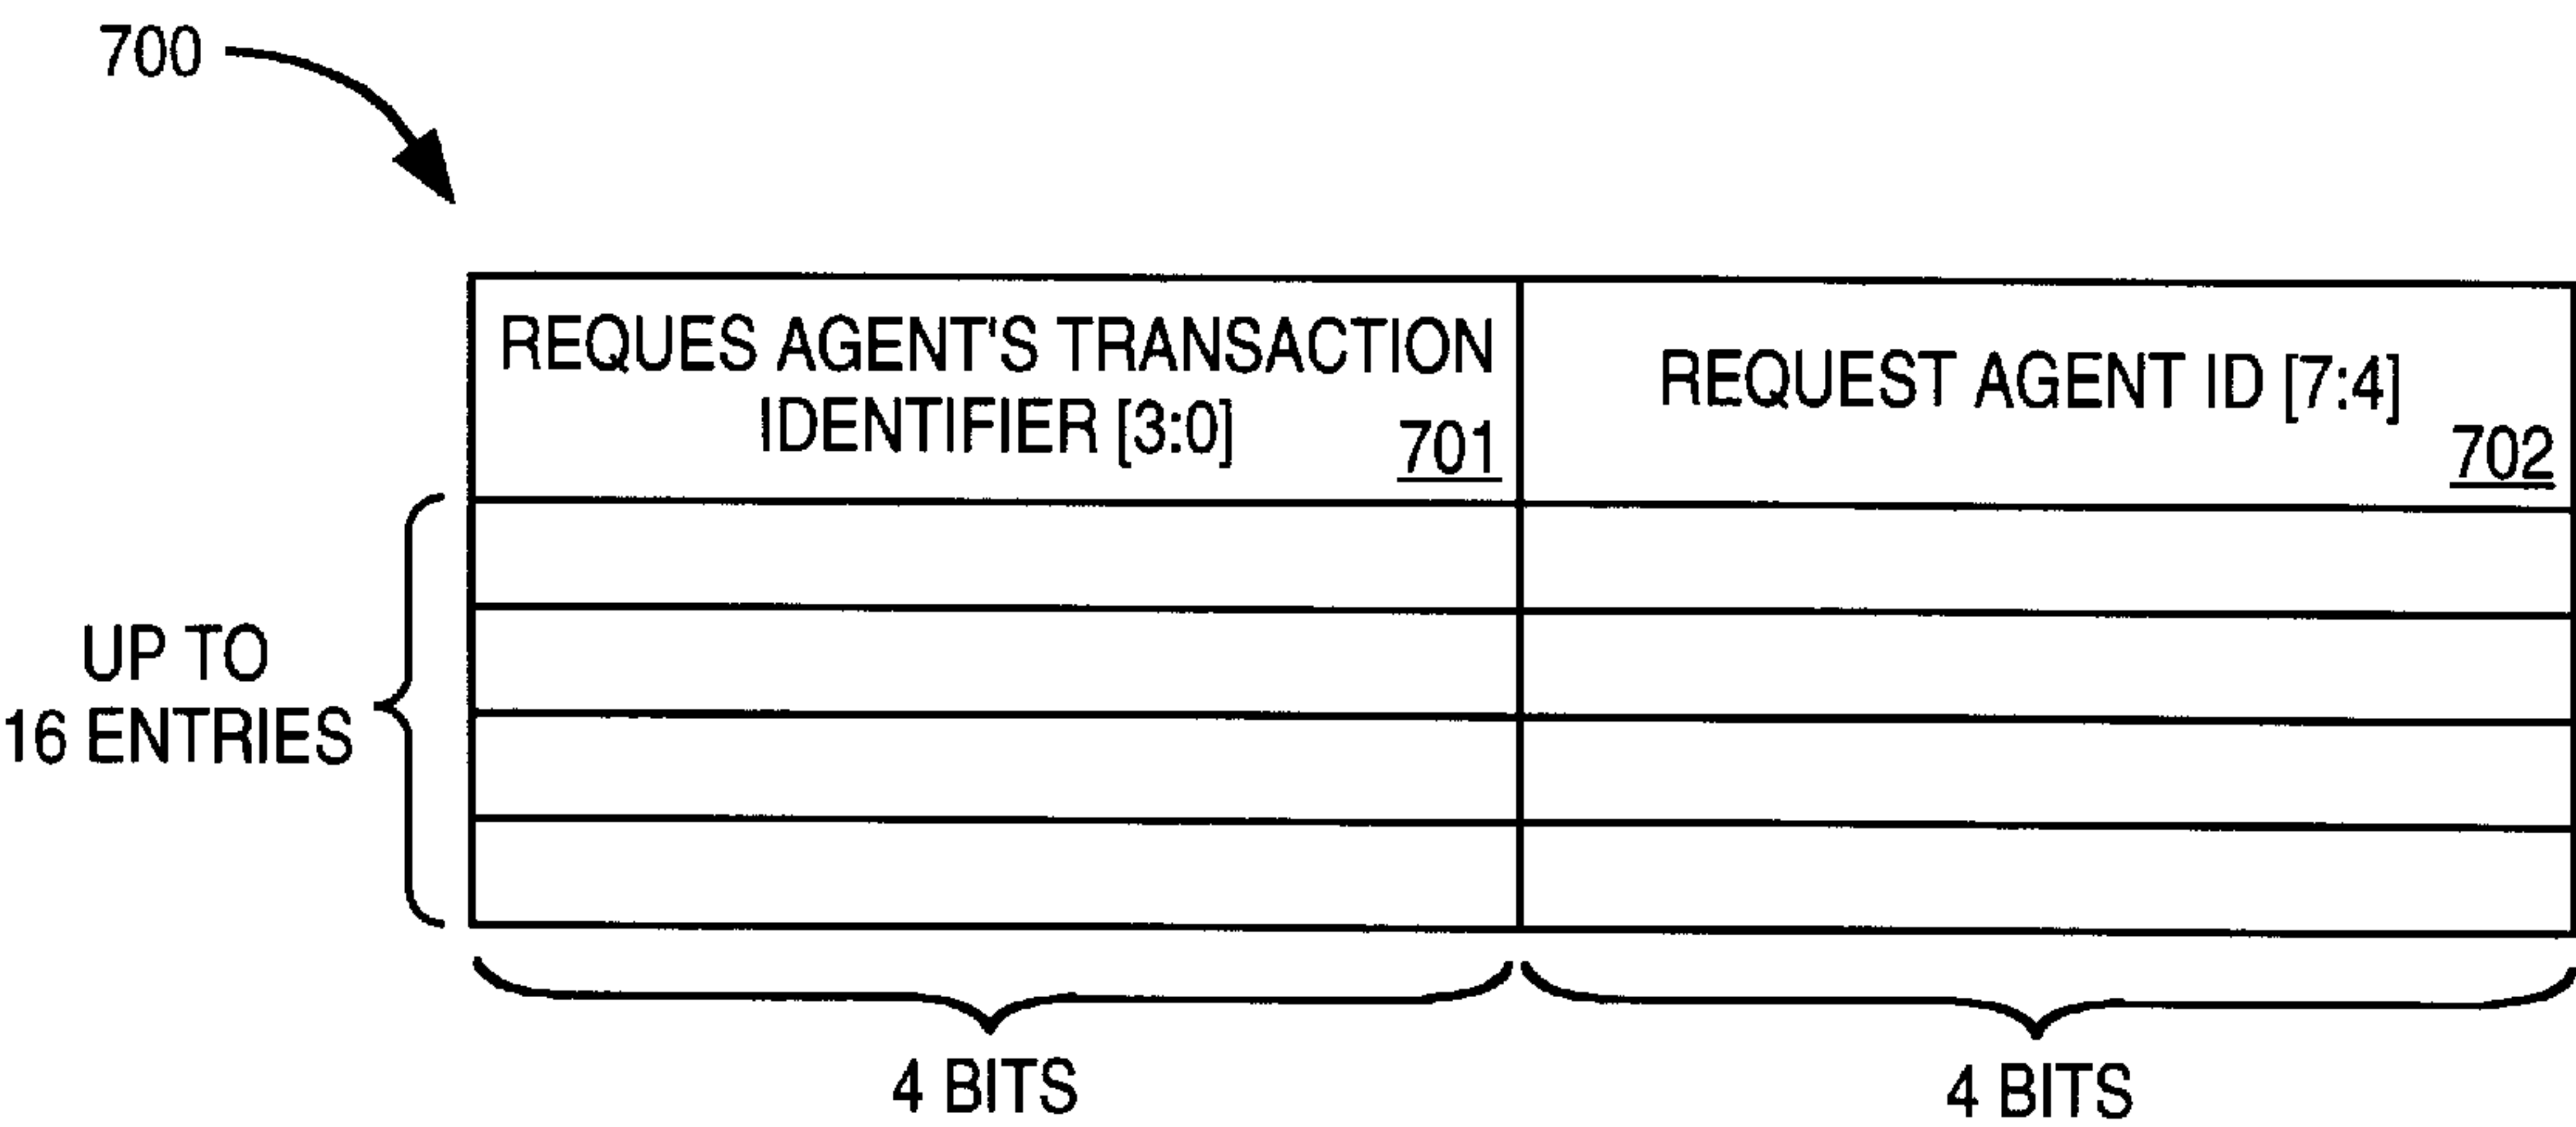 700
REQUES AGENT'S TRANSACTION
IDENTIFIER [3:0]
701
REQUEST AGENT ID [7:4]
702
UP TO
16 ENTRIES
4 BITS
4 BITS